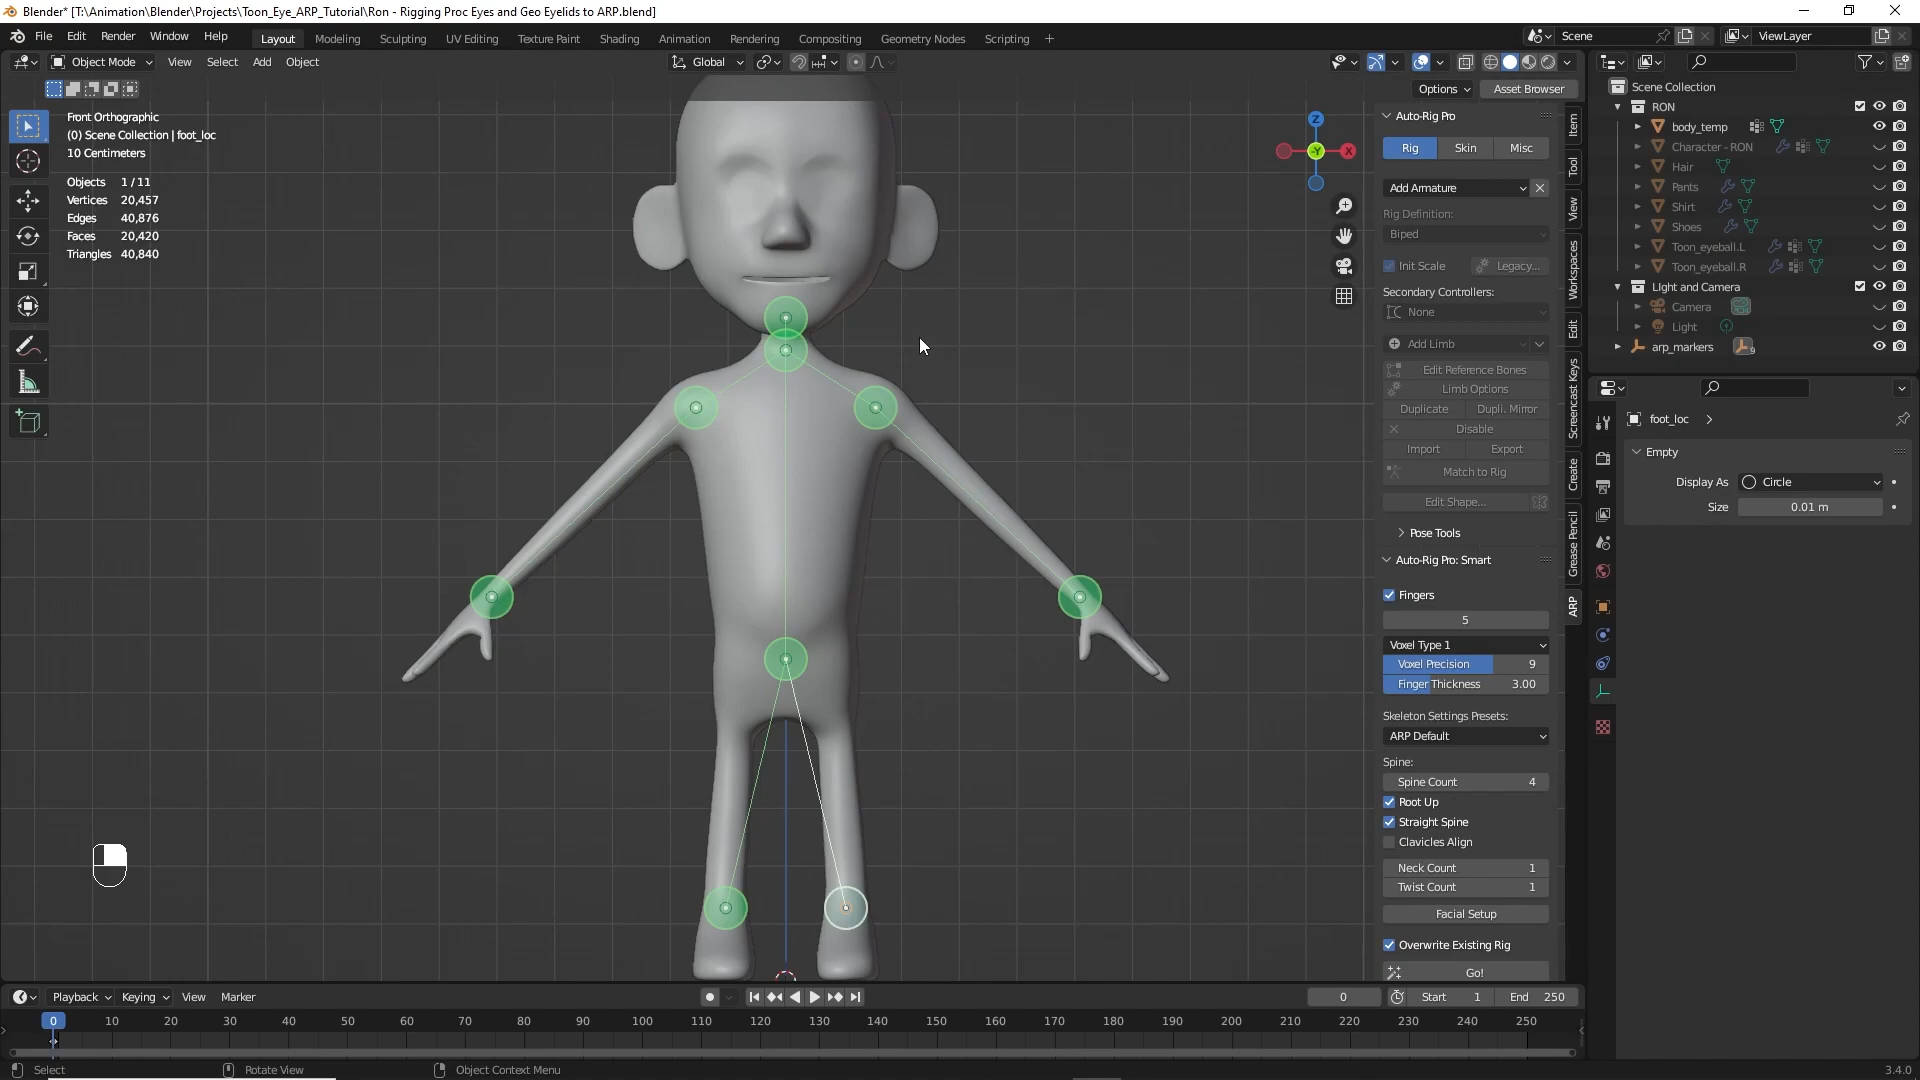 Blender* [T:\Animation\Blender\Projects\Toon_Eye_ARP_Tutorial\Ron - Rigging Proc Eyes and Geo Eyelids to ARP.blend]
File Edit Render Window Help Layout Modeling Sculpting UV Editing Texture Paint Shading Animation Rendering Compositing Geometry Nodes Scripting + Scene ViewLayer
Object Mode View Select Add Object Global
Options Asset Browser
Front Orthographic
(0) Scene Collection | foot_loc
10 Centimeters
Objects 1 / 11
Vertices 20,457
Edges 40,876
Faces 20,420
Triangles 40,840
Z
-Y
X
Auto-Rig Pro
Rig Skin Misc
Add Armature
Rig Definition:
Biped
Init Scale Legacy...
Secondary Controllers:
None
Add Limb
Edit Reference Bones
Limb Options
Duplicate Dupli. Mirror
Disable
Import Export
Match to Rig
Edit Shape...
Pose Tools
Auto-Rig Pro: Smart
Fingers
5
Voxel Type 1
Voxel Precision 9
Finger Thickness 3.00
Skeleton Settings Presets:
ARP Default
Spine:
Spine Count 4
Root Up
Straight Spine
Clavicles Align
Neck Count 1
Twist Count 1
Facial Setup
Overwrite Existing Rig
Go!
Item
Tool
View
Workspaces
Edit
Screencast Keys
Create
Grease Pencil
ARP
Scene Collection
RON
body_temp
Character - RON
Hair
Pants
Shirt
Shoes
Toon_eyeball.L
Toon_eyeball.R
LIght and Camera
Camera
Light
arp_markers 9
foot_loc
Empty
Display As Circle
Size 0.01 m
Playback Keying View Marker 0 Start 1 End 250
0 10 20 30 40 50 60 70 80 90 100 110 120 130 140 150 160 170 180 190 200 210 220 230 240 250
Select Rotate View Object Context Menu 3.4.0